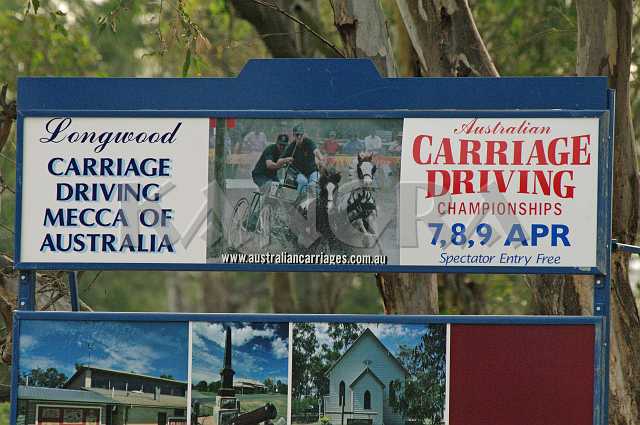 Longwood
CARRIAGE
DRIVING
MECCA OF
AUSTRALIA
www.australiancarriages.com.au
Australian
CARRIAGE
DRIVING
CHAMPIONSHIPS
7,8,9 APR
Spectator Entry Free